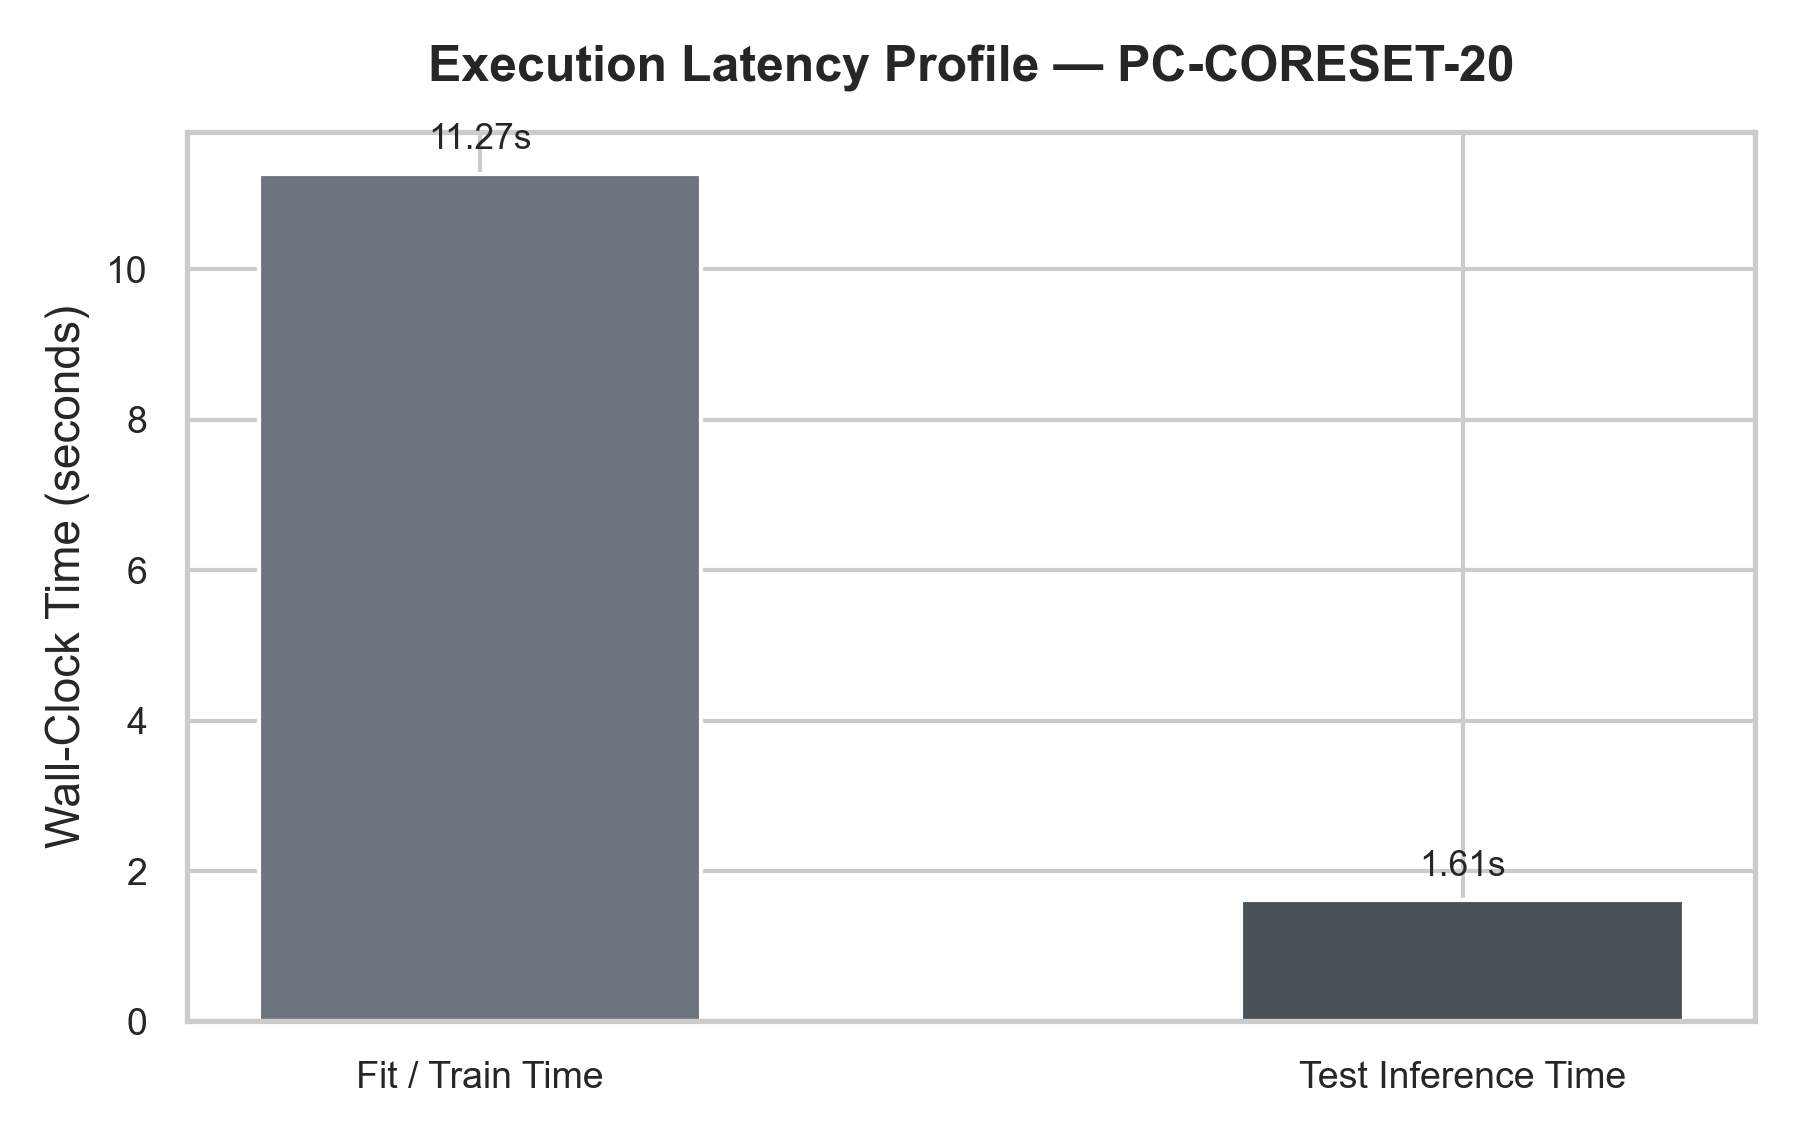 Execution Latency Profile — PC-CORESET-20
11.27s
10
8
6
4
2
0
Wall-Clock Time (seconds)
1.61s
Fit / Train Time
Test Inference Time